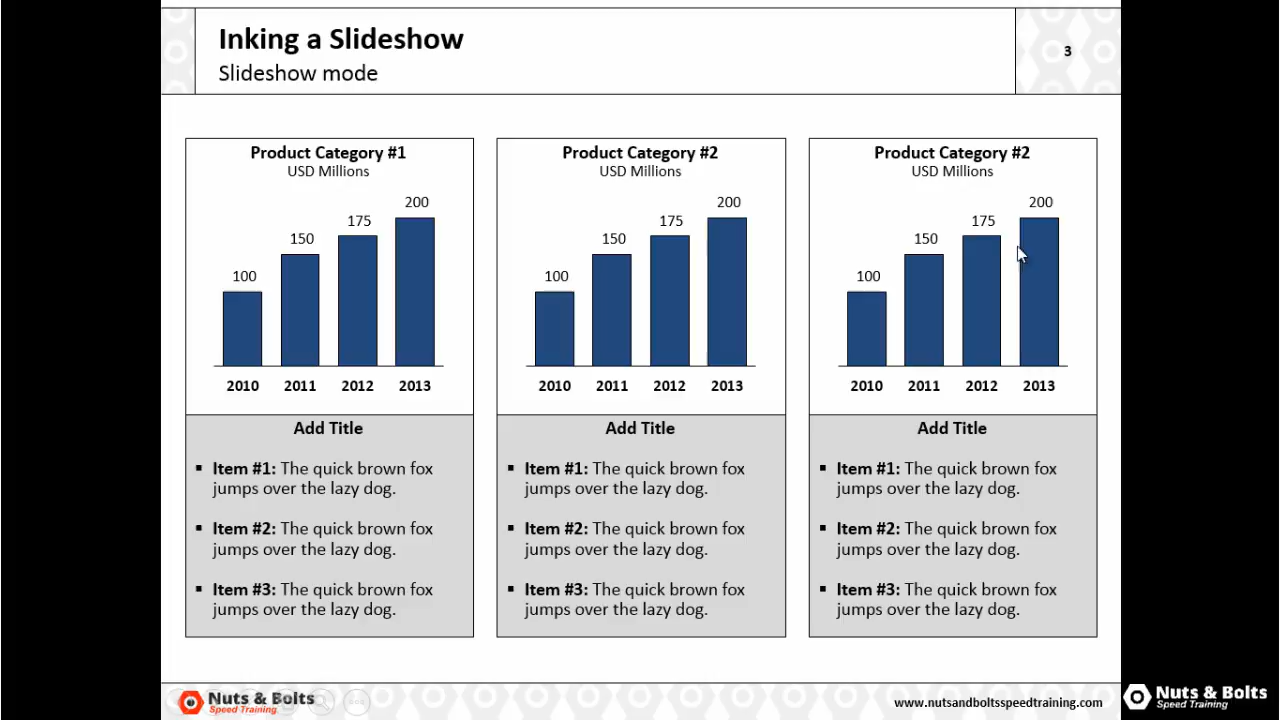 Inking a Slideshow
Slideshow mode
3
Product Category #1
USD Millions
100
150
175
200
2010 2011 2012 2013
Add Title
▪ Item #1: The quick brown fox
jumps over the lazy dog.
▪ Item #2: The quick brown fox
jumps over the lazy dog.
▪ Item #3: The quick brown fox
jumps over the lazy dog.
Product Category #2
USD Millions
100
150
175
200
2010 2011 2012 2013
Add Title
▪ Item #1: The quick brown fox
jumps over the lazy dog.
▪ Item #2: The quick brown fox
jumps over the lazy dog.
▪ Item #3: The quick brown fox
jumps over the lazy dog.
Product Category #2
USD Millions
100
150
175
200
2010 2011 2012 2013
Add Title
▪ Item #1: The quick brown fox
jumps over the lazy dog.
▪ Item #2: The quick brown fox
jumps over the lazy dog.
▪ Item #3: The quick brown fox
jumps over the lazy dog.
Nuts & Bolts
Speed Training
www.nutsandboltsspeedtraining.com
Nuts & Bolts
Speed Training